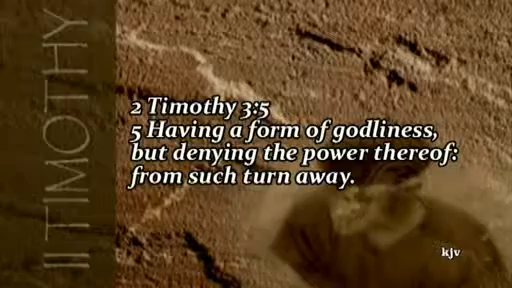 II TIMOTHY
2 Timothy 3:5
5 Having a form of godliness,
but denying the power thereof:
from such turn away.
kjv